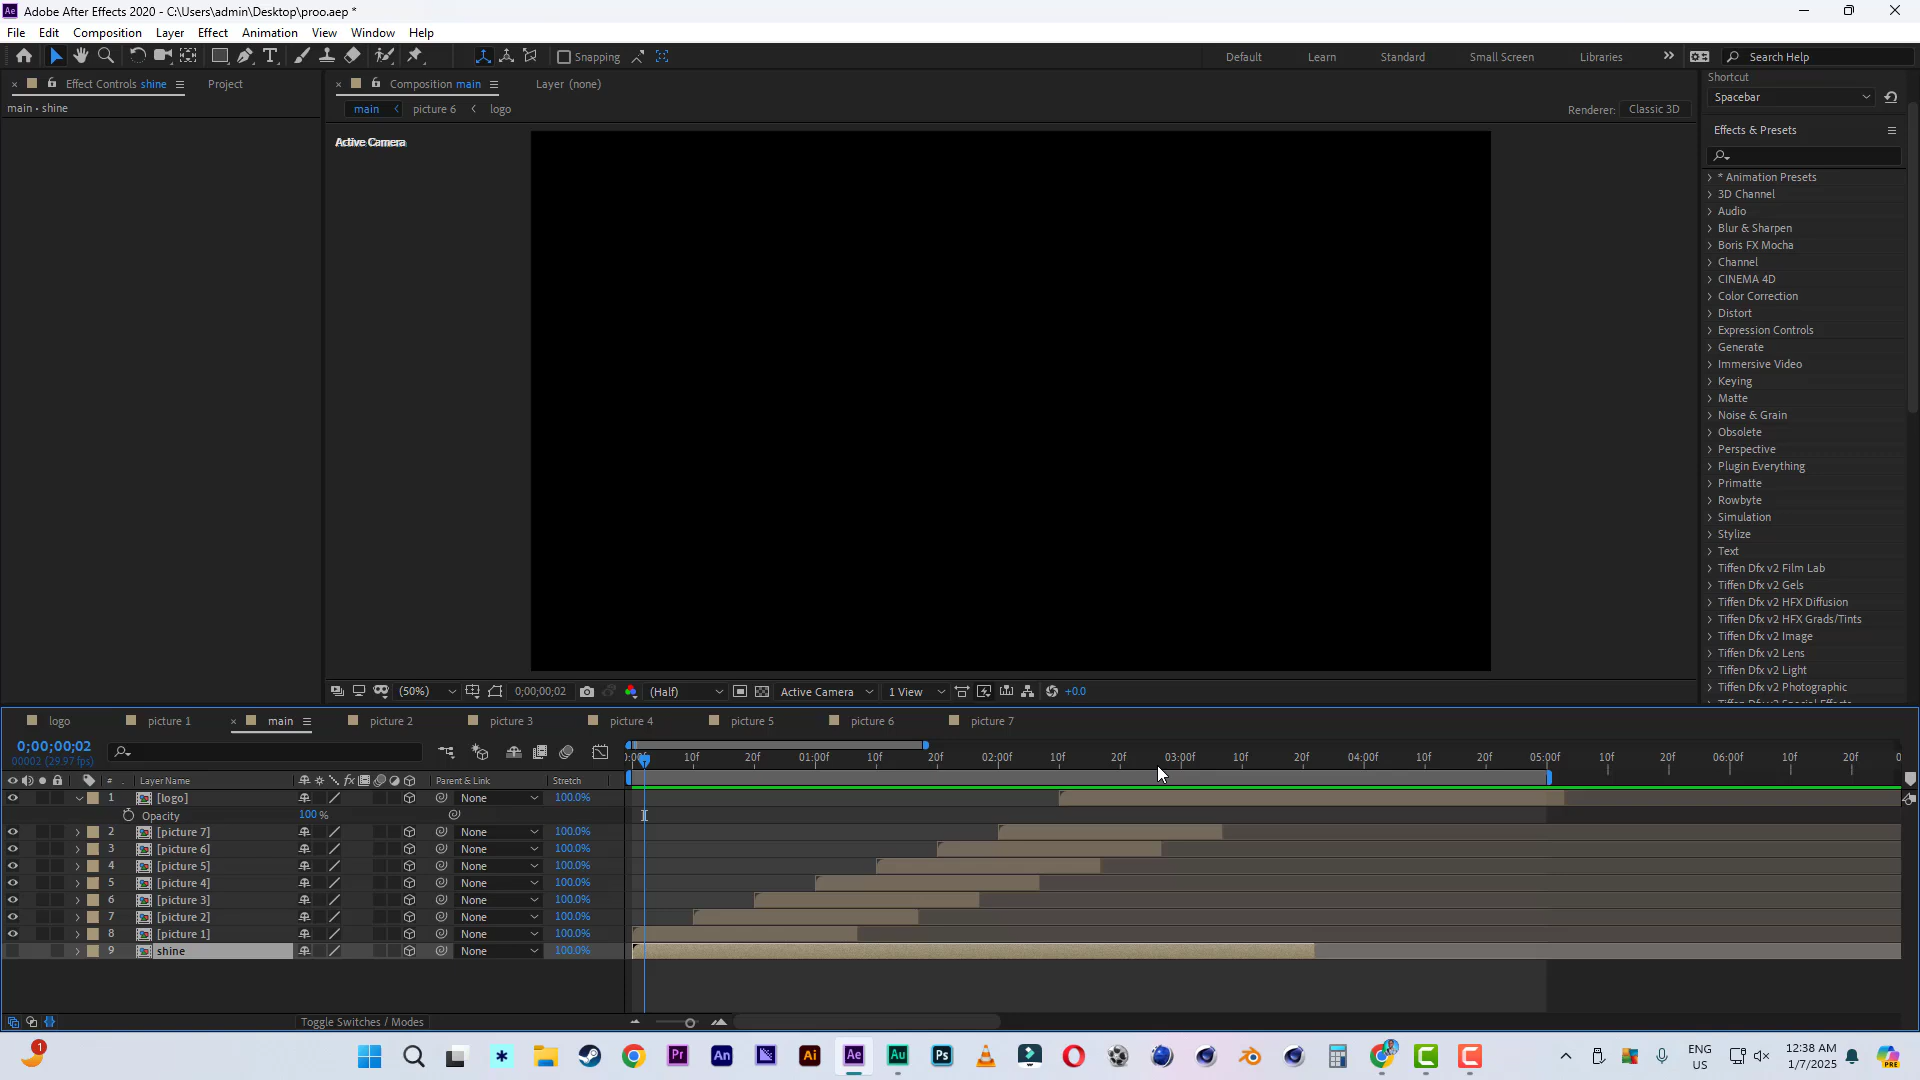 Adobe After Effects 2020 - C:\Users\admin\Desktop\proo.aep *
File Edit Composition Layer Effect Animation View Window Help
Snapping
Default Learn Standard Small Screen Libraries
Search Help
Effect Controls shine
Project
Composition main
Layer (none)
Shortcut
main • shine
main picture 6 logo
Renderer: Classic 3D
Spacebar
Active Camera
Effects & Presets
* Animation Presets
3D Channel
Audio
Blur & Sharpen
Boris FX Mocha
Channel
CINEMA 4D
Color Correction
Distort
Expression Controls
Generate
Immersive Video
Keying
Matte
Noise & Grain
Obsolete
Perspective
Plugin Everything
Primatte
Rowbyte
Simulation
Stylize
Text
Tiffen Dfx v2 Film Lab
Tiffen Dfx v2 Gels
Tiffen Dfx v2 HFX Diffusion
Tiffen Dfx v2 HFX Grads/Tints
Tiffen Dfx v2 Image
Tiffen Dfx v2 Lens
Tiffen Dfx v2 Light
Tiffen Dfx v2 Photographic
(50%) 0;00;00;02 (Half) Active Camera 1 View +0.0
logo picture 1 main picture 2 picture 3 picture 4 picture 5 picture 6 picture 7
0;00;00;02
00002 (29.97 fps)
10f 20f 01:00f 10f 20f 02:00f 10f 20f 03:00f 10f 20f 04:00f 10f 20f 05:00f 10f 20f 06:00f 10f 20f
# Layer Name Parent & Link Stretch
1 [logo] None 100.0%
Opacity 100 %
2 [picture 7] None 100.0%
3 [picture 6] None 100.0%
4 [picture 5] None 100.0%
5 [picture 4] None 100.0%
6 [picture 3] None 100.0%
7 [picture 2] None 100.0%
8 [picture 1] None 100.0%
9 shine None 100.0%
Toggle Switches / Modes
1
Pr An Ai Ae Au Ps
ENG
US
12:38 AM
1/7/2025
PRE